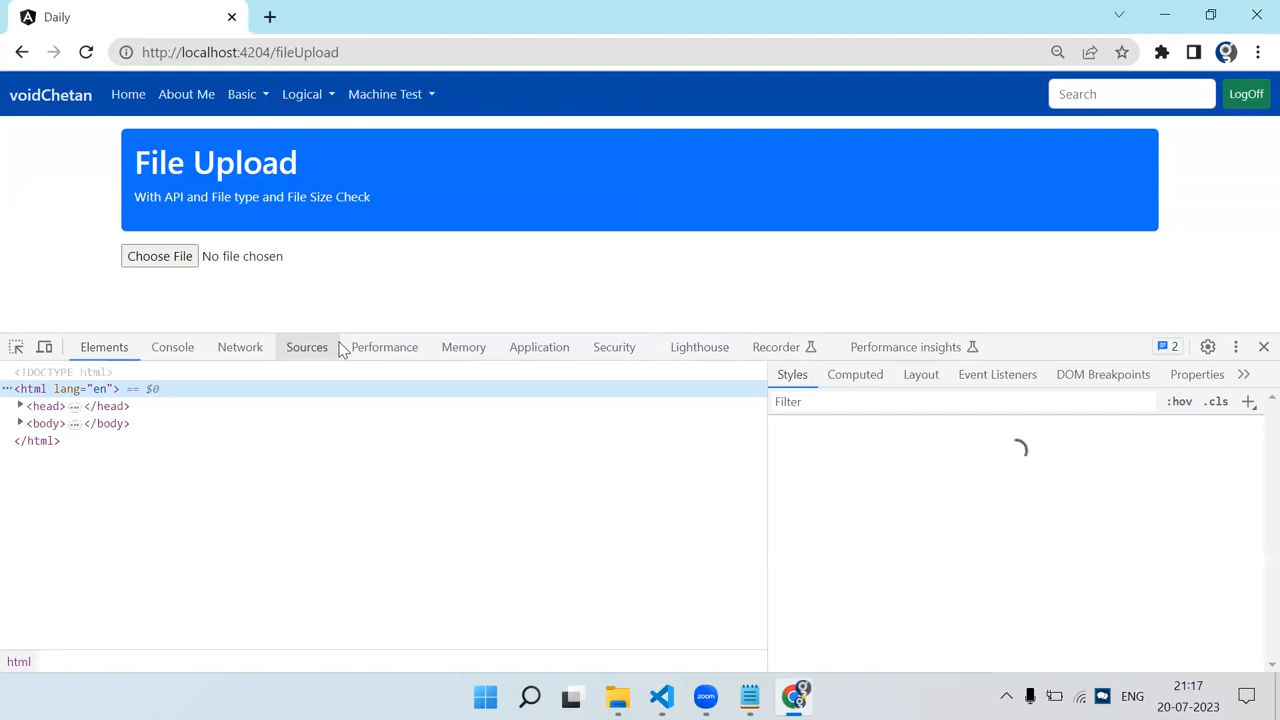 Daily
http://localhost:4204/fileUpload
voidChetan Home About Me Basic Logical Machine Test Search LogOff
File Upload
With API and File type and File Size Check
Choose File No file chosen
Elements Console Network Sources Performance Memory Application Security Lighthouse Recorder Performance insights 2
<!DOCTYPE html>
Styles Computed Layout Event Listeners DOM Breakpoints Properties
<html lang="en"> == $0
Filter :hov .cls
<head> </head>
<body> </body>
</html>
html
zoom
ENG
21:17
20-07-2023